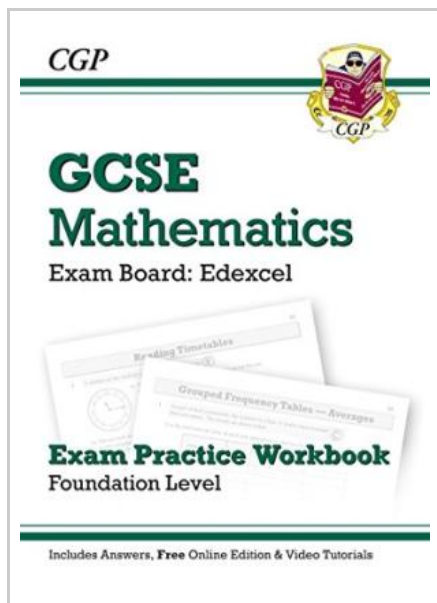 CGP
CGP
CGP
GCSE
Mathematics
Exam Board: Edexcel
Reading Timetables
Grouped Frequency Tables — Averages
Exam Practice Workbook
Foundation Level
Includes Answers, Free Online Edition & Video Tutorials